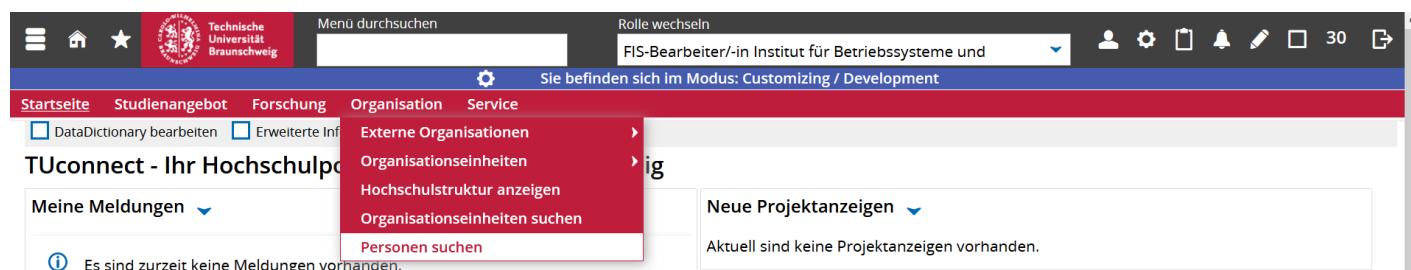 Technische
Universität
Braunschweig
Menü durchsuchen
Rolle wechseln
FIS-Bearbeiter/-in Institut für Betriebssysteme und
30
Sie befinden sich im Modus: Customizing / Development
Startseite Studienangebot Forschung Organisation Service
DataDictionary bearbeiten Erweiterte Inf
Externe Organisationen
Organisationseinheiten
Hochschulstruktur anzeigen
Organisationseinheiten suchen
Personen suchen
TUconnect - Ihr Hochschulpo ig
Meine Meldungen
Es sind zurzeit keine Meldungen vorhanden.
Neue Projektanzeigen
Aktuell sind keine Projektanzeigen vorhanden.